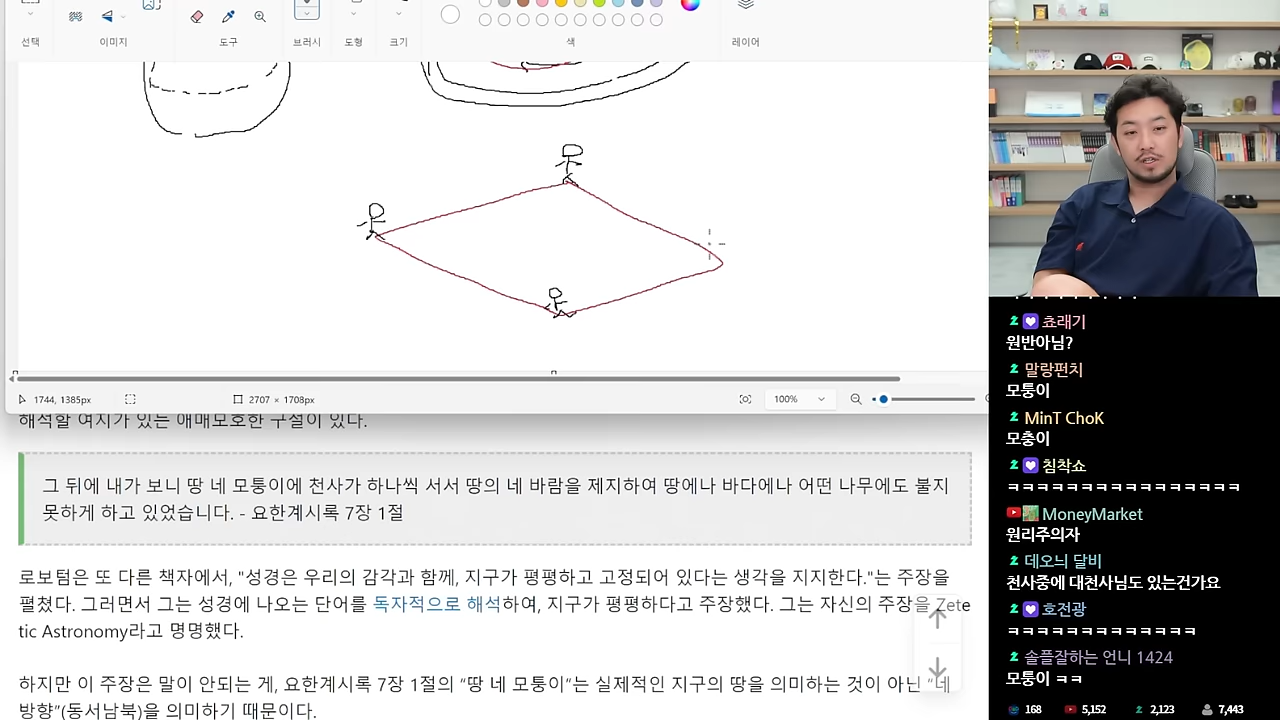 선택
이미지
도구
브러시
도형
크기
색
레이어
1744, 1385px
2707 × 1708px
100%
해석할 여지가 있는 애매모호한 구절이 있다.
그 뒤에 내가 보니 땅 네 모퉁이에 천사가 하나씩 서서 땅의 네 바람을 제지하여 땅에나 바다에나 어떤 나무에도 불지
못하게 하고 있었습니다. - 요한계시록 7장 1절
로보텀은 또 다른 책자에서, "성경은 우리의 감각과 함께, 지구가 평평하고 고정되어 있다는 생각을 지지한다."는 주장을
펼쳤다. 그러면서 그는 성경에 나오는 단어를 독자적으로 해석하여, 지구가 평평하다고 주장했다. 그는 자신의 주장을 Zete
tic Astronomy라고 명명했다.
하지만 이 주장은 말이 안되는 게, 요한계시록 7장 1절의 “땅 네 모퉁이”는 실제적인 지구의 땅을 의미하는 것이 아닌 “네
방향”(동서남북)을 의미하기 때문이다.
쵸래기
원반아님?
말랑펀치
모퉁이
MinT ChoK
모충이
침착쇼
ㅋㅋㅋㅋㅋㅋㅋㅋㅋㅋㅋㅋㅋㅋㅋㅋ
MoneyMarket
원리주의자
데오늬 달비
천사중에 대천사님도 있는건가요
호전광
ㅋㅋㅋㅋㅋㅋㅋㅋㅋㅋㅋㅋㅋ
솔플잘하는 언니 1424
모퉁이 ㅋㅋ
168 5,152 2,123 7,443